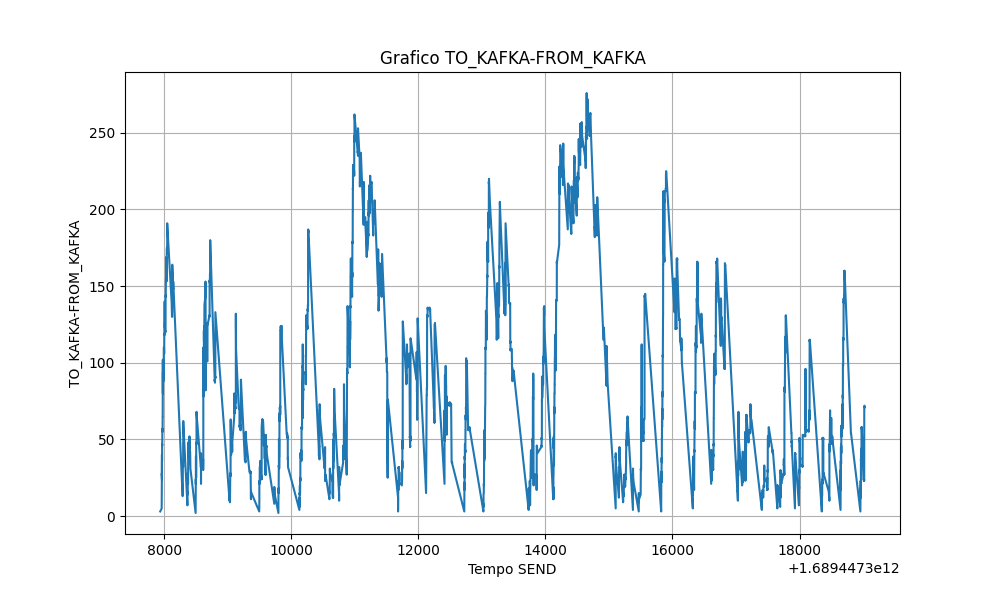 Grafico TO_KAFKA-FROM_KAFKA
TO_KAFKA-FROM_KAFKA
250
200
150
100
50
0
8000 10000 12000 14000 16000 18000
Tempo SEND
+1.6894473e12